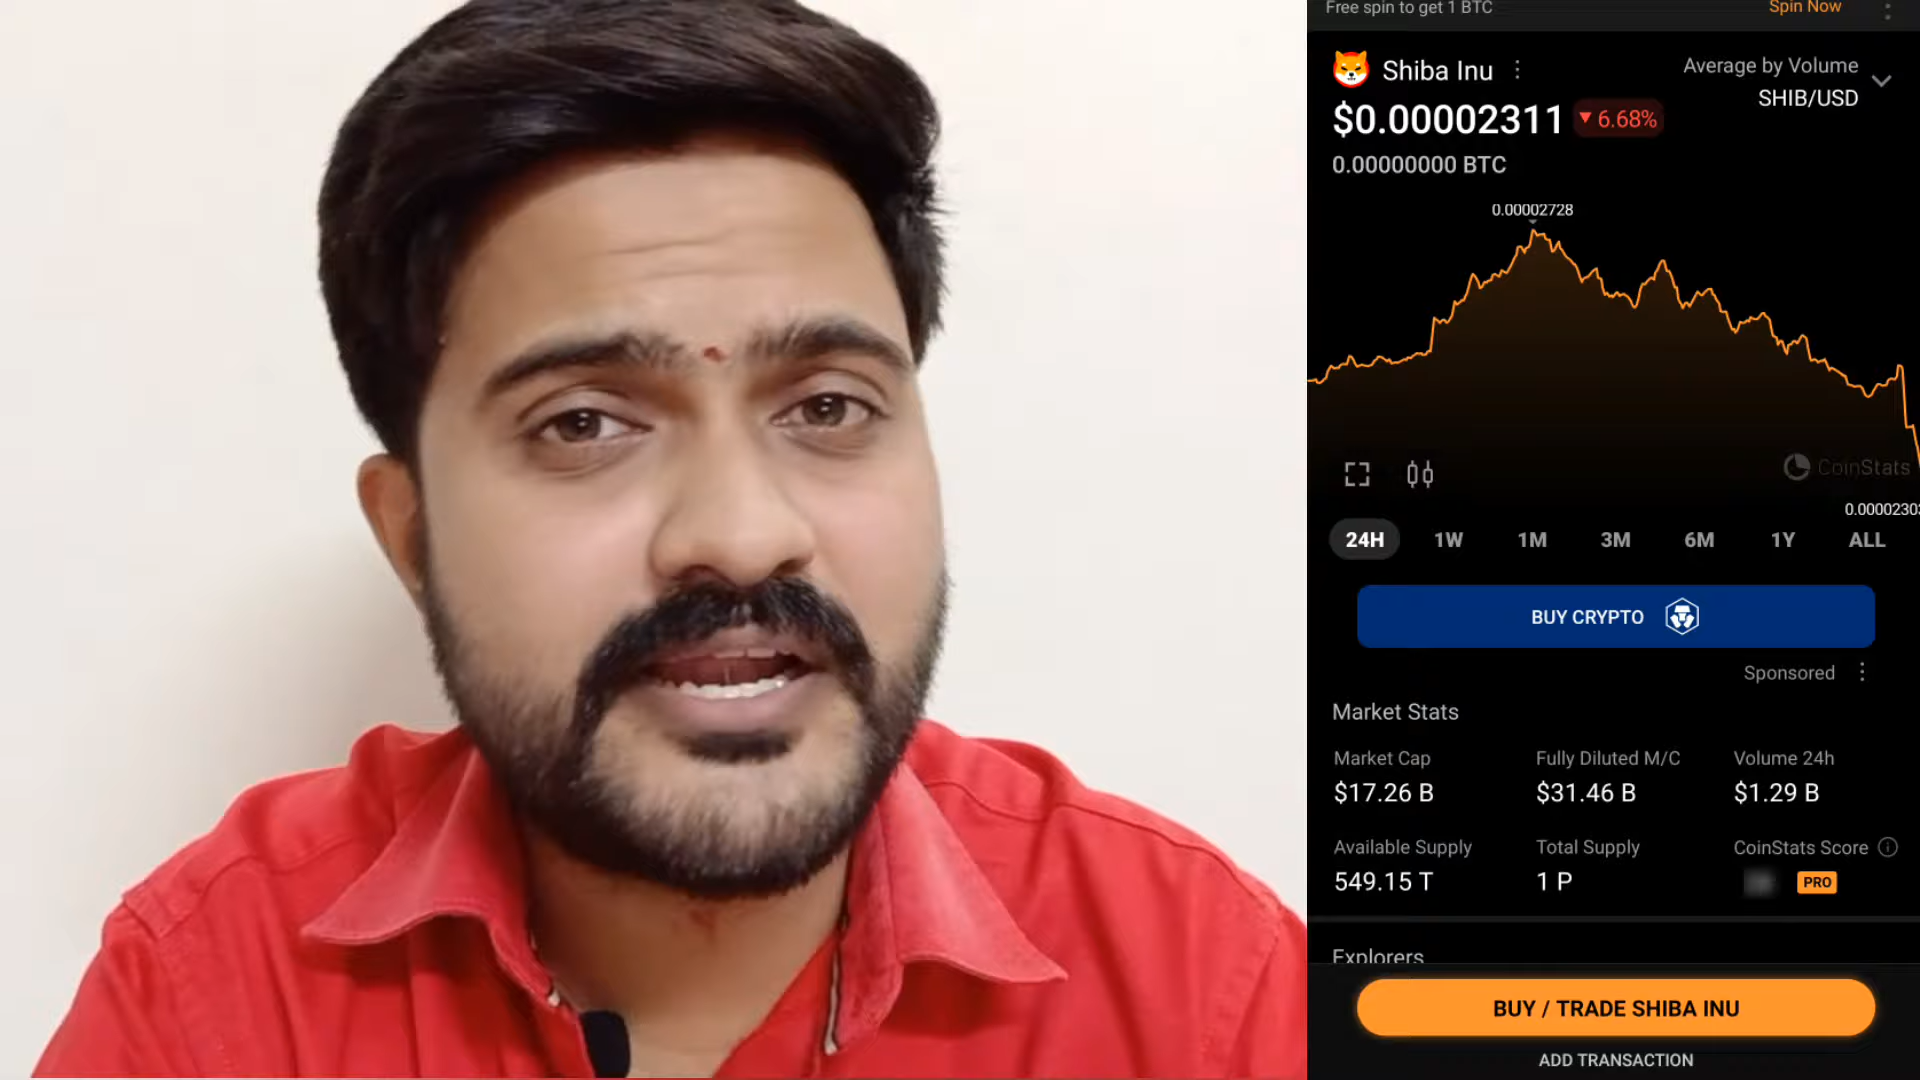 Free spin to get 1 BTC
Spin Now
Shiba Inu
Average by Volume
SHIB/USD
$0.00002311
6.68%
0.00000000 BTC
0.00002728
CoinStats
0.00002303
24H 1W 1M 3M 6M 1Y ALL
BUY CRYPTO
Sponsored
Market Stats
Market Cap
Fully Diluted M/C
Volume 24h
$17.26 B
$31.46 B
$1.29 B
Available Supply
Total Supply
CoinStats Score
549.15 T
1 P
PRO
Explorers
BUY / TRADE SHIBA INU
ADD TRANSACTION